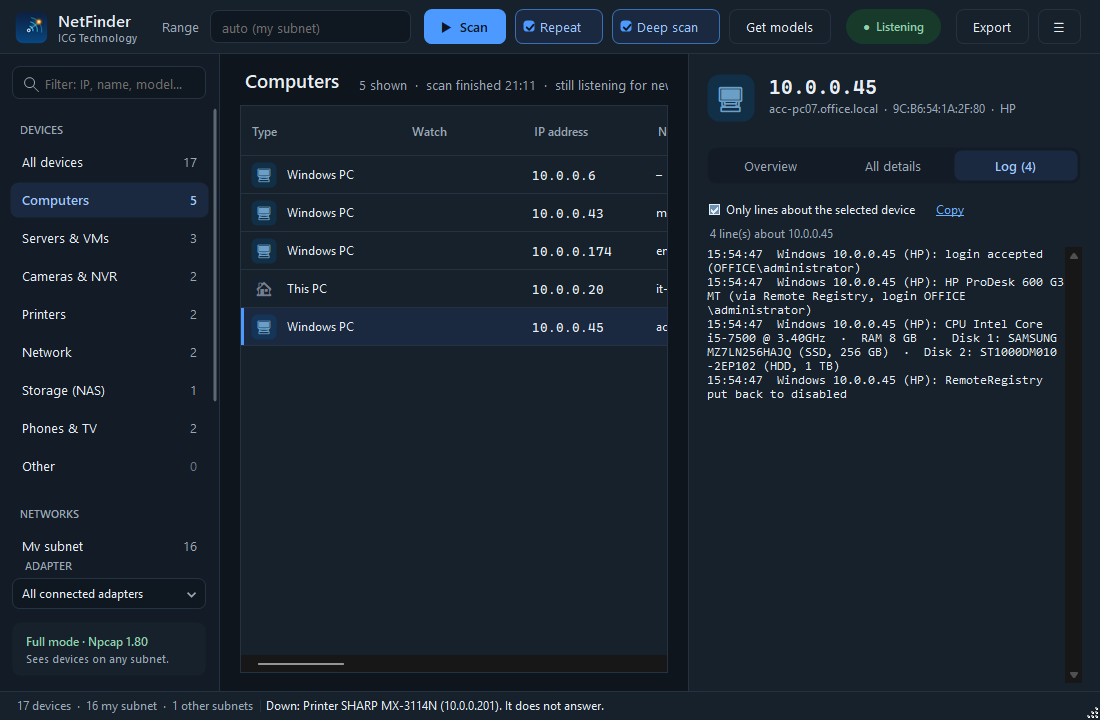 NetFinder
ICG Technology
Range
auto (my subnet)
Scan
Repeat
Deep scan
Get models
Listening
Export
Filter: IP, name, model...
DEVICES
All devices 17
Computers 5
Servers & VMs 3
Cameras & NVR 2
Printers 2
Network 2
Storage (NAS) 1
Phones & TV 2
Other 0
NETWORKS
My subnet 16
ADAPTER
All connected adapters
Full mode · Npcap 1.80
Sees devices on any subnet.
Computers 5 shown · scan finished 21:11 · still listening for
Type Watch IP address N
Windows PC 10.0.0.6 –
Windows PC 10.0.0.43 m
Windows PC 10.0.0.174 en
This PC 10.0.0.20 it-
Windows PC 10.0.0.45 ac
10.0.0.45
acc-pc07.office.local · 9C:B6:54:1A:2F:80 · HP
Overview All details Log (4)
Only lines about the selected device Copy
4 line(s) about 10.0.0.45
15:54:47 Windows 10.0.0.45 (HP): login accepted
(OFFICE\administrator)
15:54:47 Windows 10.0.0.45 (HP): HP ProDesk 600 G3
MT (via Remote Registry, login OFFICE
\administrator)
15:54:47 Windows 10.0.0.45 (HP): CPU Intel Core
i5-7500 @ 3.40GHz · RAM 8 GB · Disk 1: SAMSUNG
MZ7LN256HAJQ (SSD, 256 GB) · Disk 2: ST1000DM010
-2EP102 (HDD, 1 TB)
15:54:47 Windows 10.0.0.45 (HP): RemoteRegistry
put back to disabled
17 devices · 16 my subnet · 1 other subnets Down: Printer SHARP MX-3114N (10.0.0.201). It does not answer.